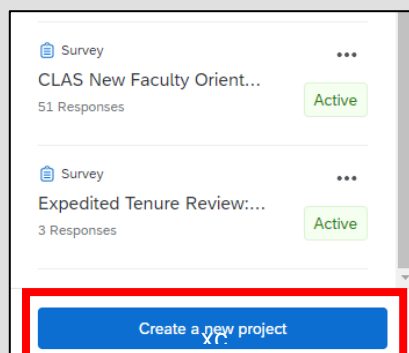 Survey
CLAS New Faculty Orient...
51 Responses
Active
Survey
Expedited Tenure Review:...
3 Responses
Active
Create a new project